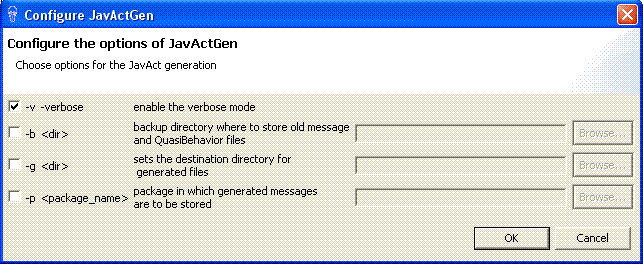 Configure JavActGen
Configure the options of JavActGen
Choose options for the JavAct generation
-v -verbose enable the verbose mode
-b <dir> backup directory where to store old message
and QuasiBehavior files Browse...
-g <dir> sets the destination directory for
generated files Browse...
-p <package_name> package in which generated messages
are to be stored Browse...
OK Cancel